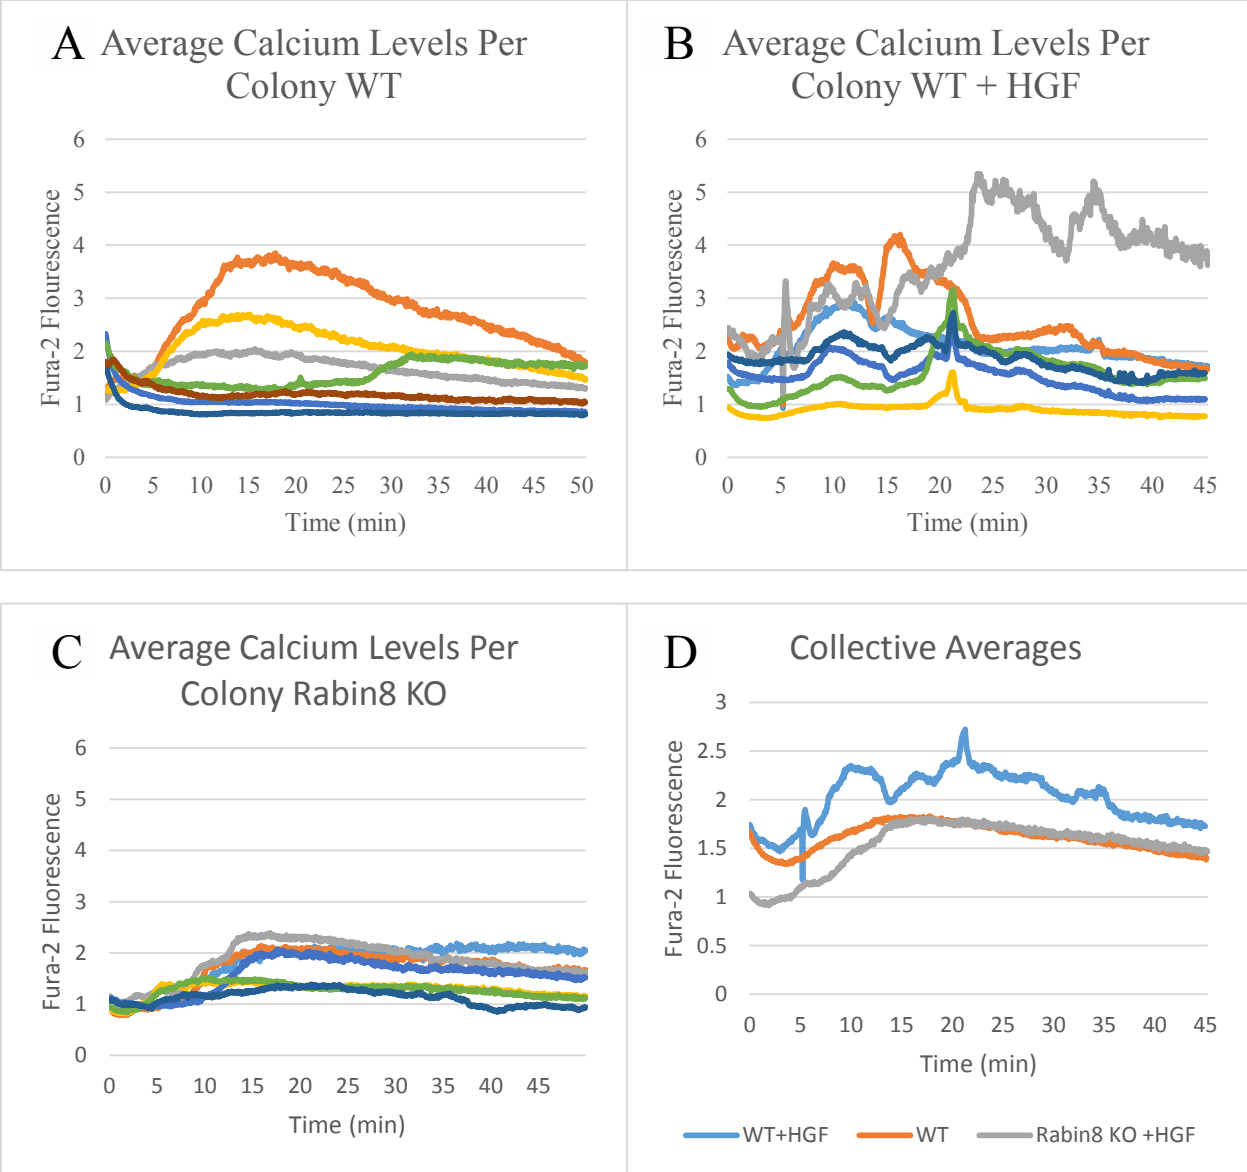 A Average Calcium Levels Per
Colony WT
6
5
4
3
2
1
0
Fura-2 Flourescence
0 5 10 15 20 25 30 35 40 45 50
Time (min)
B Average Calcium Levels Per
Colony WT + HGF
6
5
4
3
2
1
0
Fura-2 Fluorescence
0 5 10 15 20 25 30 35 40 45
Time (min)
C Average Calcium Levels Per
Colony Rabin8 KO
6
5
4
3
2
1
0
Fura-2 Fluorescence
0 5 10 15 20 25 30 35 40 45
Time (min)
D Collective Averages
3
2.5
2
1.5
1
0.5
0
Fura-2 Fluorescence
0 5 10 15 20 25 30 35 40 45
Time (min)
WT+HGF WT Rabin8 KO +HGF